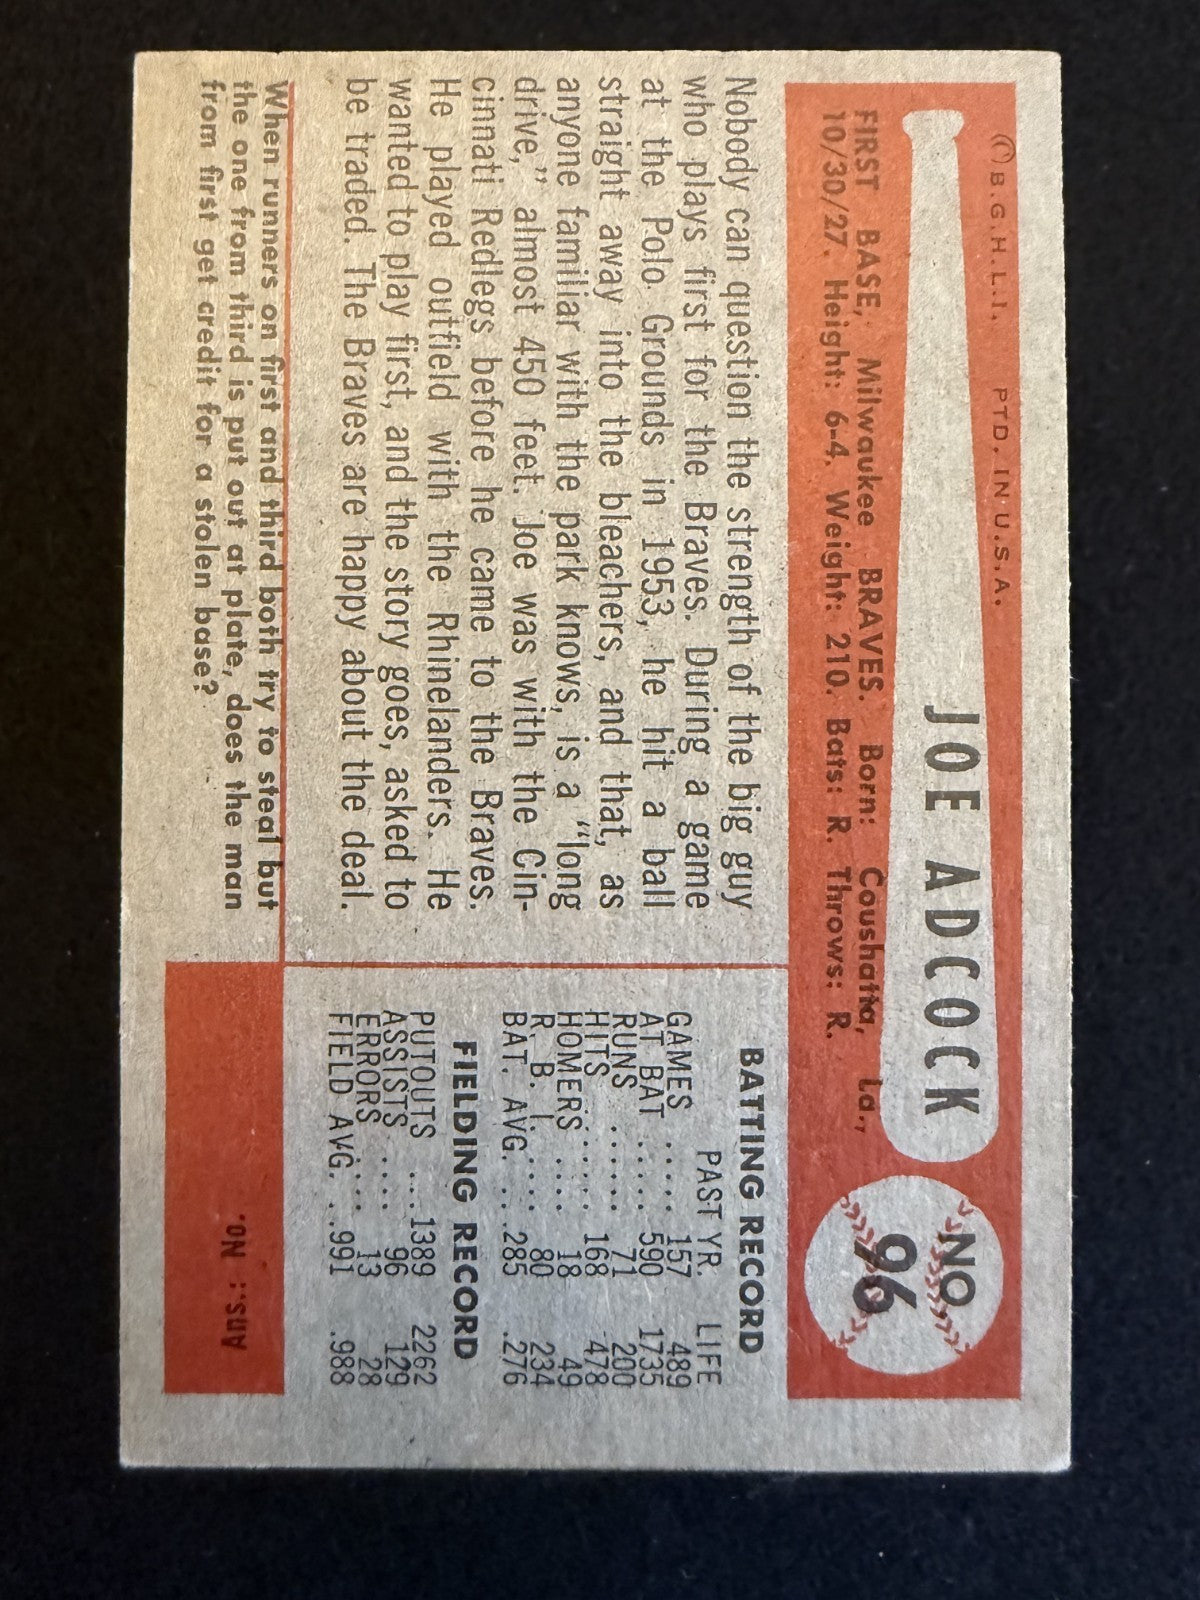 (C) B.G.H.L.I. PTD. IN U.S.A.
JOE ADCOCK
NO
96
FIRST BASE, Milwaukee BRAVES. Born: Coushatta, La.,
10/30/27. Height: 6-4. Weight: 210. Bats: R. Throws: R.
Nobody can question the strength of the big guy
who plays first for the Braves. During a game
at the Polo Grounds in 1953, he hit a ball
straight away into the bleachers, and that, as
anyone familiar with the park knows, is a "long
drive," almost 450 feet. Joe was with the Cin-
cinnati Redlegs before he came to the Braves.
He played outfield with the Rhinelanders. He
wanted to play first, and the story goes, asked to
be traded. The Braves are happy about the deal.
BATTING RECORD
PAST YR. LIFE
GAMES ..... 157 489
AT BAT ..... 590 1735
RUNS ...... 71 200
HITS ...... 168 478
HOMERS .... 18 49
R. B. I. ..... 80 234
BAT. AVG. ...285 .276
FIELDING RECORD
PUTOUTS ....1389 2262
ASSISTS .... 96 129
ERRORS .... 13 28
FIELD AVG. ...991 .988
When runners on first and third both try to steal but
the one from third is put out at plate, does the man
from first get credit for a stolen base?
Ans.: No.